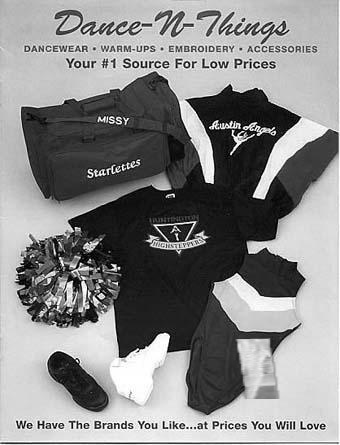 Dance-N-Things
DANCEWEAR • WARM-UPS • EMBROIDERY • ACCESSORIES
Your #1 Source For Low Prices
MISSY
Starlettes
Austin Angels
HUNTINGTON
A
HIGHSTEPPERS
We Have The Brands You Like...at Prices You Will Love